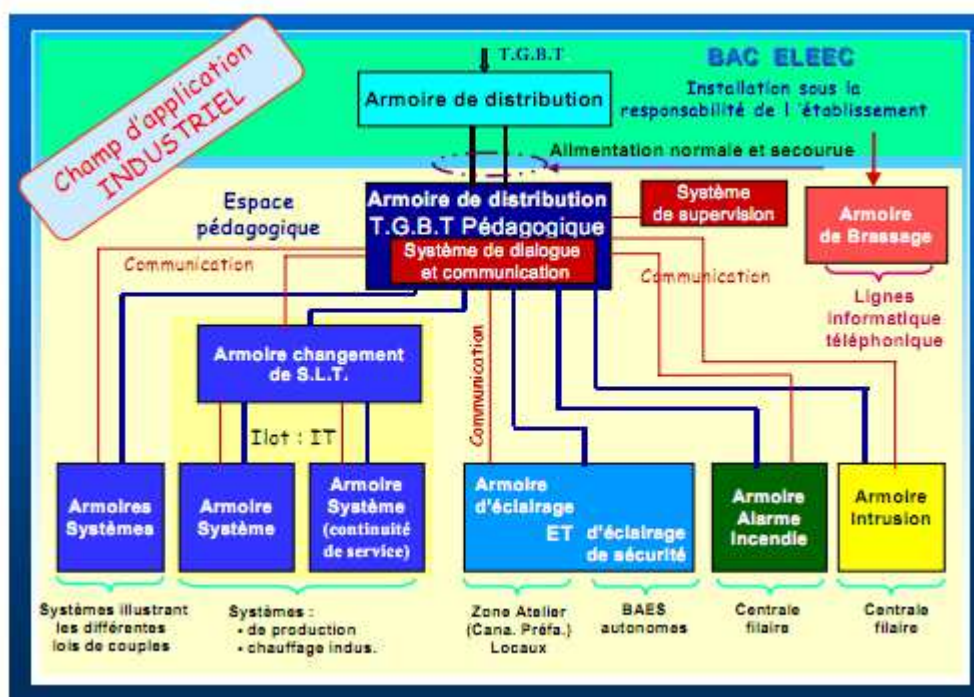 Champ d'application
INDUSTRIEL
T.G.B.T
BAC ELEEC
Installation sous la
responsabilité de l 'établissement
Armoire de distribution
Alimentation normale et secourue
Espace
pédagogique
Armoire de distribution
T.G.B.T Pédagogique
Système de dialogue
et communication
Système
de supervision
Armoire
de Brassage
Communication
Communication
Lignes
informatique
téléphonique
Armoire changement
de S.L.T.
Communication
Ilot : IT
Armoires
Systèmes
Armoire
Système
Armoire
Système
(continuité
de service)
Armoire
d'éclairage
ET d'éclairage
de sécurité
Armoire
Alarme
Incendie
Armoire
Intrusion
Systèmes illustrant
les différentes
lois de couples
Systèmes :
• de production
• chauffage indus.
Zone Atelier
(Cana. Préfa.)
Locaux
BAES
autonomes
Centrale
filaire
Centrale
filaire